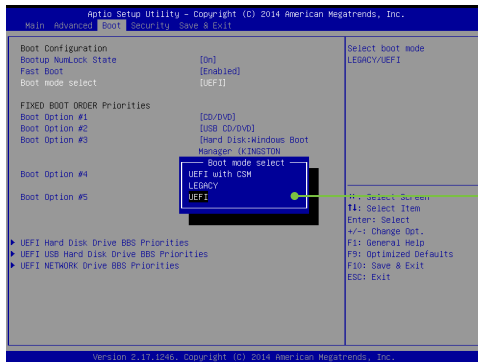 Aptio Setup Utility – Copyright (C) 2014 American Megatrends, Inc.
Main Advanced Boot Security Save & Exit
Boot Configuration
Bootup NumLock State [On]
Fast Boot [Enabled]
Boot mode select [UEFI]
FIXED BOOT ORDER Priorities
Boot Option #1 [CD/DVD]
Boot Option #2 [USB CD/DVD]
Boot Option #3 [Hard Disk:Windows Boot
Manager (KINGSTON
Boot mode select
UEFI with CSM
LEGACY
UEFI
Boot Option #4
Boot Option #5
UEFI Hard Disk Drive BBS Priorities
UEFI USB Hard Disk Drive BBS Priorities
UEFI NETWORK Drive BBS Priorities
Select boot mode
LEGACY/UEFI
: Select Screen
↑↓: Select Item
Enter: Select
+/-: Change Opt.
F1: General Help
F9: Optimized Defaults
F10: Save & Exit
ESC: Exit
Version 2.17.1246. Copyright (C) 2014 American Megatrends, Inc.